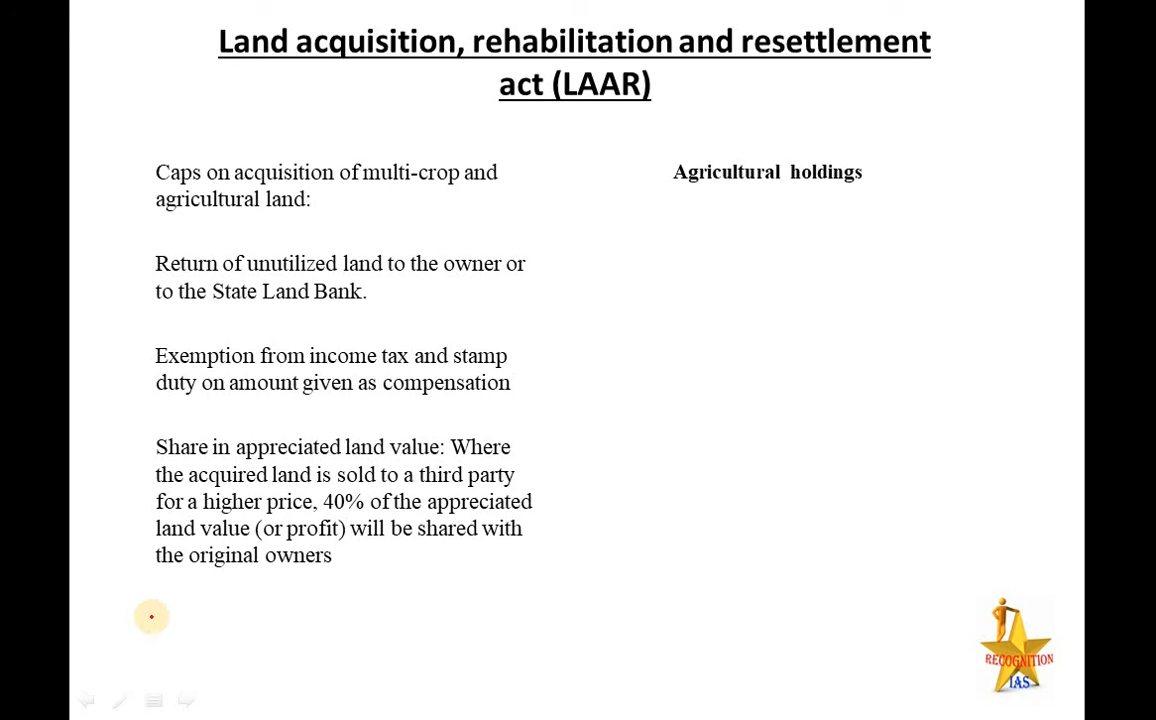 Land acquisition, rehabilitation and resettlement
act (LAAR)
Caps on acquisition of multi-crop and
agricultural land:
Return of unutilized land to the owner or
to the State Land Bank.
Exemption from income tax and stamp
duty on amount given as compensation
Share in appreciated land value: Where
the acquired land is sold to a third party
for a higher price, 40% of the appreciated
land value (or profit) will be shared with
the original owners
Agricultural holdings
RECOGNITION
IAS